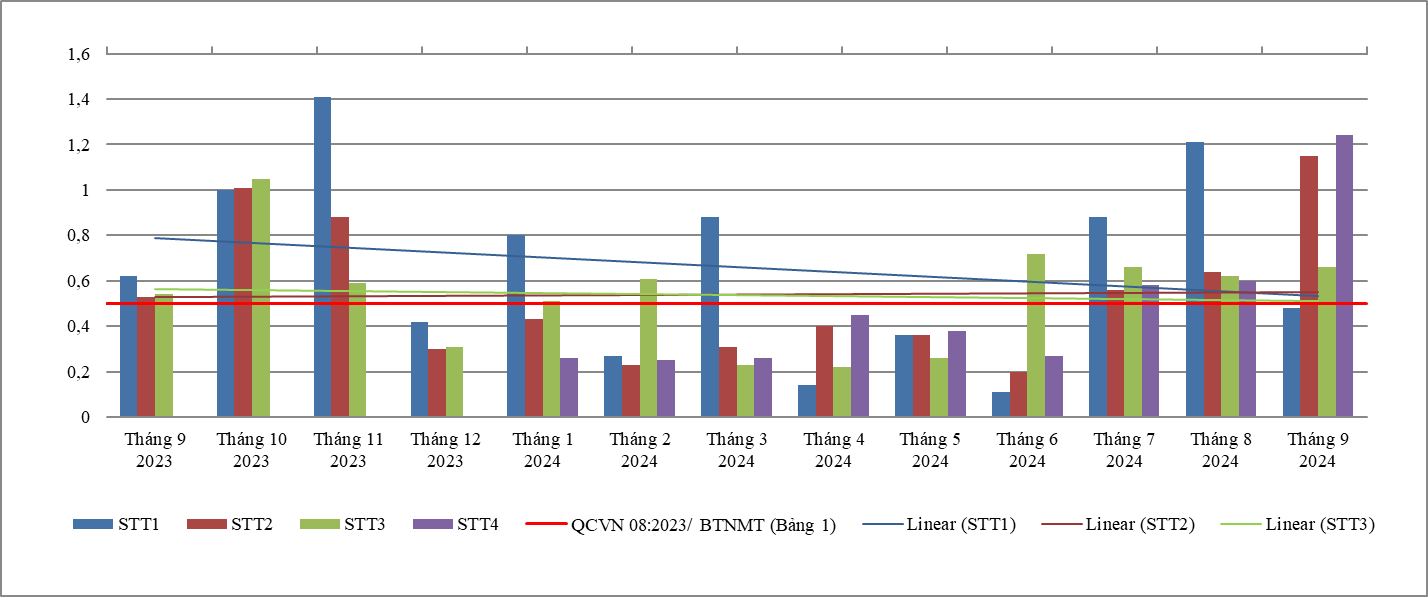 1,6
1,4
1,2
1
0,8
0,6
0,4
0,2
0
Tháng 9 2023
Tháng 10 2023
Tháng 11 2023
Tháng 12 2023
Tháng 1 2024
Tháng 2 2024
Tháng 3 2024
Tháng 4 2024
Tháng 5 2024
Tháng 6 2024
Tháng 7 2024
Tháng 8 2024
Tháng 9 2024
STT1 STT2 STT3 STT4 QCVN 08:2023/ BTNMT (Bảng 1) Linear (STT1) Linear (STT2) Linear (STT3)